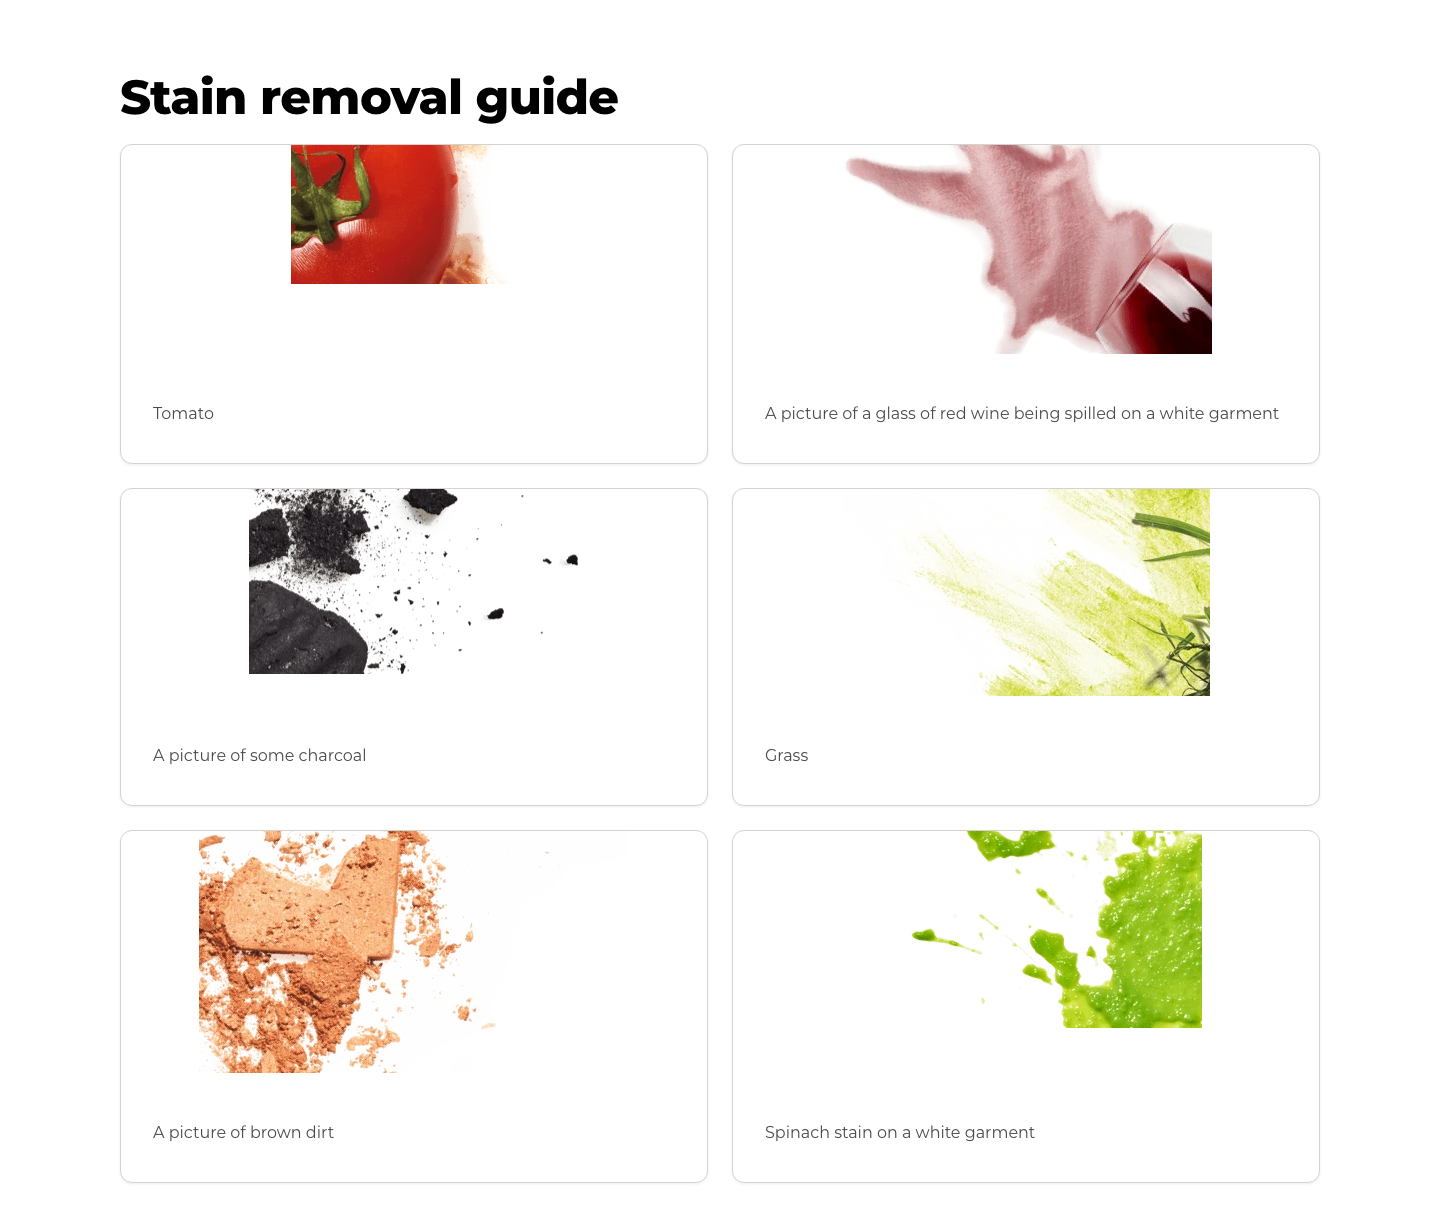 Stain removal guide
Tomato
A picture of a glass of red wine being spilled on a white garment
A picture of some charcoal
Grass
A picture of brown dirt
Spinach stain on a white garment